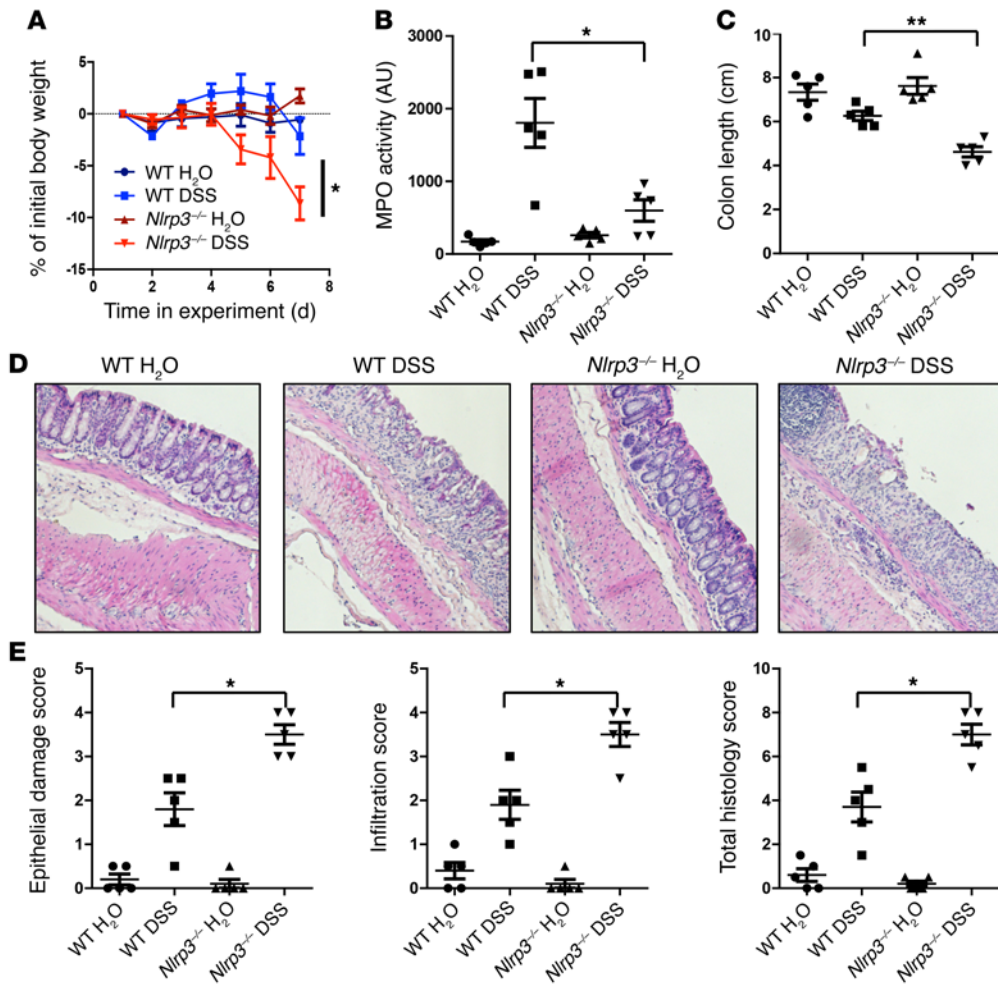 A
% of initial body weight
5
0
-5
-10
-15
WT H₂O
WT DSS
Nlrp3⁻/⁻ H₂O
Nlrp3⁻/⁻ DSS
*
0 2 4 6 8
Time in experiment (d)
B
MPO activity (AU)
3000
2000
1000
0
*
WT H₂O
WT DSS
Nlrp3⁻/⁻ H₂O
Nlrp3⁻/⁻ DSS
C
Colon length (cm)
10
8
6
4
2
0
**
WT H₂O
WT DSS
Nlrp3⁻/⁻ H₂O
Nlrp3⁻/⁻ DSS
D
WT H₂O
WT DSS
Nlrp3⁻/⁻ H₂O
Nlrp3⁻/⁻ DSS
E
Epithelial damage score
5
4
3
2
1
0
*
WT H₂O
WT DSS
Nlrp3⁻/⁻ H₂O
Nlrp3⁻/⁻ DSS
Infiltration score
5
4
3
2
1
0
*
WT H₂O
WT DSS
Nlrp3⁻/⁻ H₂O
Nlrp3⁻/⁻ DSS
Total histology score
10
8
6
4
2
0
*
WT H₂O
WT DSS
Nlrp3⁻/⁻ H₂O
Nlrp3⁻/⁻ DSS